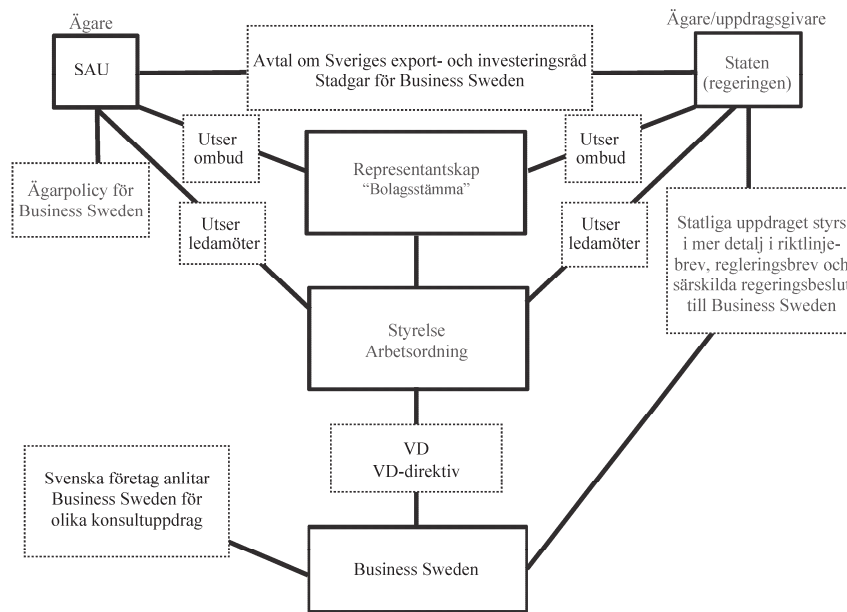 Ägare
Ägare/uppdragsgivare
SAU
Avtal om Sveriges export- och investeringsråd
Stadgar för Business Sweden
Staten
(regeringen)
Utser
ombud
Utser
ombud
Representantskap
“Bolagsstämma”
Ägarpolicy för
Business Sweden
Utser
ledamöter
Utser
ledamöter
Statliga uppdraget styrs
i mer detalj i riktlinje-
brev, regleringsbrev och
särskilda regeringsbeslut
till Business Sweden
Styrelse
Arbetsordning
VD
VD-direktiv
Svenska företag anlitar
Business Sweden för
olika konsultuppdrag
Business Sweden